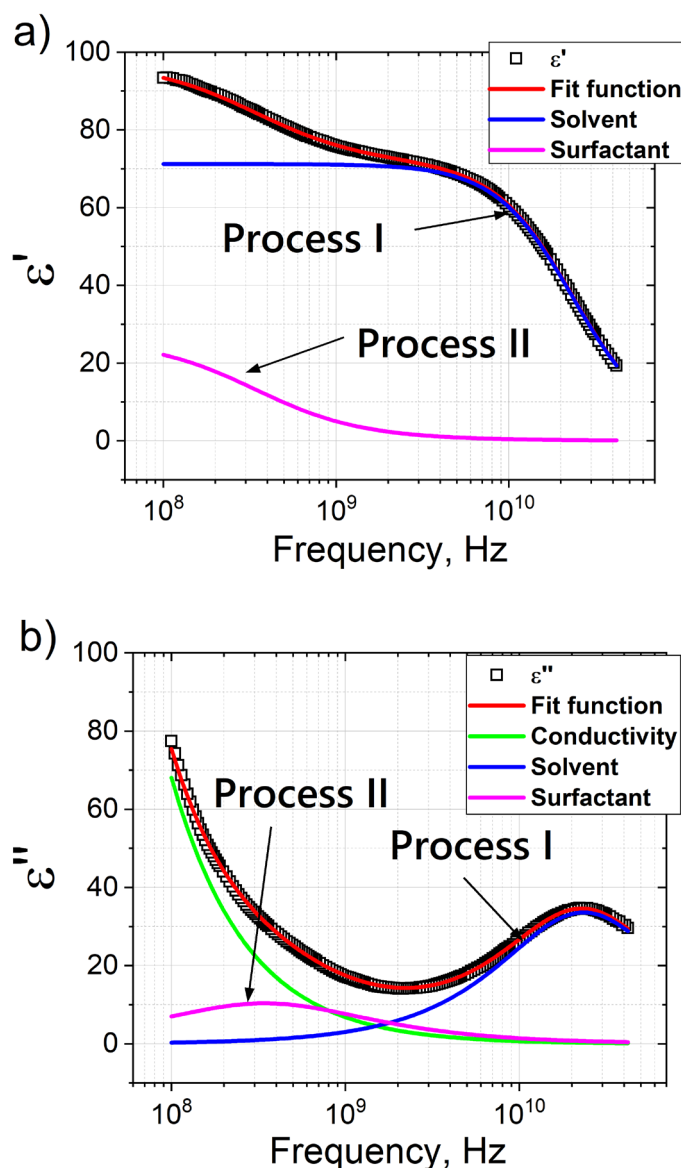 a)
100
80
60
40
20
0
ε'
ε'
Fit function
Solvent
Surfactant
Process I
Process II
10⁸
10⁹
10¹⁰
Frequency, Hz
b)
100
80
60
40
20
0
ε"
ε"
Fit function
Conductivity
Solvent
Surfactant
Process II
Process I
10⁸
10⁹
10¹⁰
Frequency, Hz